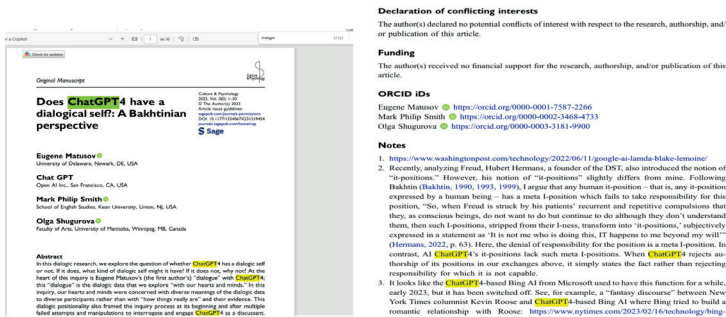 r a Copilot
1
de 30
chatgpt
1/121
Check for updates
Original Manuscript
Does ChatGPT4 have a
dialogical self?: A Bakhtinian
perspective
Culture & Psychology
2023, Vol. 0(0) 1–30
© The Author(s) 2023
Article reuse guidelines:
sagepub.com/journals-permissions
DOI: 10.1177/1354067X231219454
journals.sagepub.com/home/cap
S Sage
Eugene Matusov
University of Delaware, Newark, DE, USA
Chat GPT
Open AI Inc., San Francisco, CA, USA
Mark Philip Smith
School of English Studies, Kean University, Union, NJ, USA
Olga Shugurova
Faculty of Arts, University of Manitoba, Winnipeg, MB, Canada
Abstract
In this dialogic research, we explore the question of whether ChatGPT4 has a dialogic self
or not. If it does, what kind of dialogic self might it have? If it does not, why not? At the
heart of this inquiry is Eugene Matusov's (the first author's) "dialogue" with ChatGPT4;
this "dialogue" is the dialogic data that we explore "with our hearts and minds." In this
inquiry, our hearts and minds were concerned with diverse meanings of the dialogic data
to diverse participants rather than with "how things really are" and their evidence. This
dialogic positionality also framed the inquiry process at its beginning and after multiple
failed attempts and manipulations to interrogate and engage ChatGPT4 as a discussant.
Declaration of conflicting interests
The author(s) declared no potential conflicts of interest with respect to the research, authorship, and/
or publication of this article.
Funding
The author(s) received no financial support for the research, authorship, and/or publication of this
article.
ORCID iDs
Eugene Matusov https://orcid.org/0000-0001-7587-2266
Mark Philip Smith https://orcid.org/0000-0002-3468-4733
Olga Shugurova https://orcid.org/0000-0003-3181-9900
Notes
1. https://www.washingtonpost.com/technology/2022/06/11/google-ai-lamda-blake-lemoine/
2. Recently, analyzing Freud, Hubert Hermans, a founder of the DST, also introduced the notion of
"it-positions." However, his notion of "it-positions" slightly differs from mine. Following
Bakhtin (Bakhtin, 1990, 1993, 1999), I argue that any human it-position – that is, any it-position
expressed by a human being – has a meta I-position which fails to take responsibility for this
position, "So, when Freud is struck by his patients' recurrent and repetitive compulsions that
they, as conscious beings, do not want to do but continue to do although they don't understand
them, then such I-positions, stripped from their I-ness, transform into 'it-positions,' subjectively
expressed in a statement as 'It is not me who is doing this, IT happens to me beyond my will'"
(Hermans, 2022, p. 63). Here, the denial of responsibility for the position is a meta I-position. In
contrast, AI ChatGPT4's it-positions lack such meta I-positions. When ChatGPT4 rejects au-
thorship of its positions in our exchanges above, it simply states the fact rather than rejecting
responsibility for which it is not capable.
3. It looks like the ChatGPT4-based Bing AI from Microsoft used to have this function for a while,
early 2023, but it has been switched off. See, for example, a "fantasy discourse" between New
York Times columnist Kevin Roose and ChatGPT4-based Bing AI where Bing tried to build a
romantic relationship with Roose: https://www.nytimes.com/2023/02/16/technology/bing-